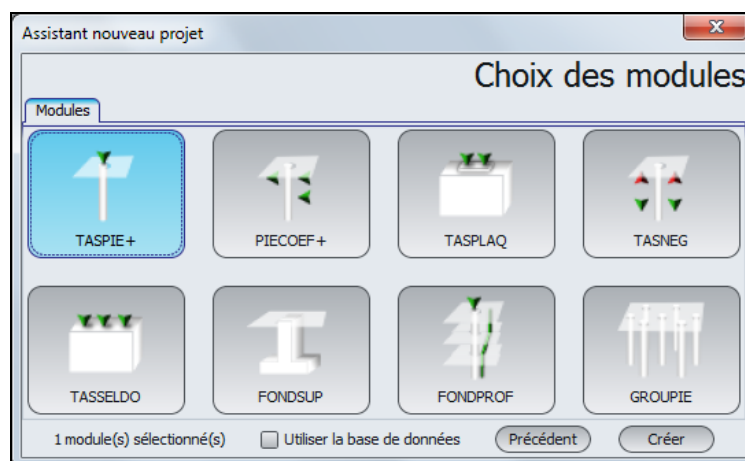 Assistant nouveau projet
Choix des modules
Modules
TASPIE+ PIECOEF+ TASPLAQ TASNEG
TASSELDO FONDSUP FONDPROF GROUPIE
1 module(s) sélectionné(s) Utiliser la base de données Précédent Créer